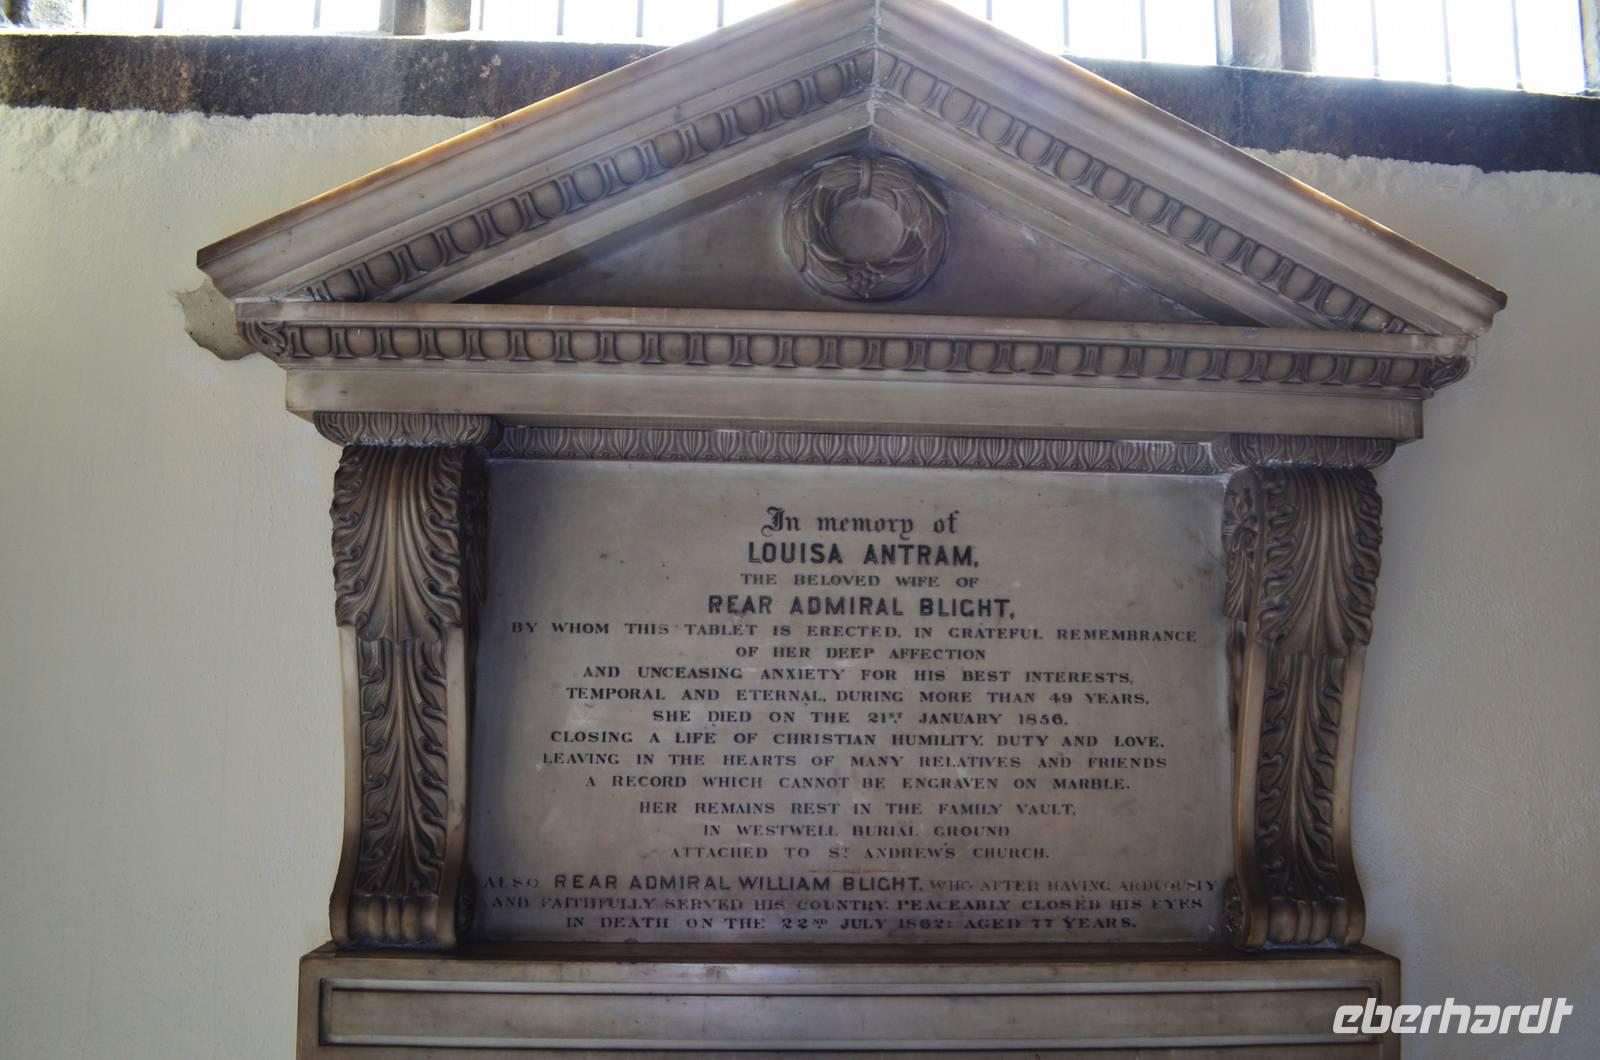 In memory of
LOUISA ANTRAM,
THE BELOVED WIFE OF
REAR ADMIRAL BLIGHT,
BY WHOM THIS TABLET IS ERECTED, IN GRATEFUL REMEMBRANCE
OF HER DEEP AFFECTION
AND UNCEASING ANXIETY FOR HIS BEST INTERESTS,
TEMPORAL AND ETERNAL, DURING MORE THAN 49 YEARS,
SHE DIED ON THE 21ST JANUARY 1856,
CLOSING A LIFE OF CHRISTIAN HUMILITY, DUTY AND LOVE,
LEAVING IN THE HEARTS OF MANY RELATIVES AND FRIENDS
A RECORD WHICH CANNOT BE ENGRAVEN ON MARBLE.
HER REMAINS REST IN THE FAMILY VAULT,
IN WESTWELL BURIAL GROUND
ATTACHED TO ST ANDREW'S CHURCH.
ALSO REAR ADMIRAL WILLIAM BLIGHT, WHO AFTER HAVING ARDUOUSLY
AND FAITHFULLY SERVED HIS COUNTRY, PEACEABLY CLOSED HIS EYES
IN DEATH ON THE 22ND JULY 1862: AGED 77 YEARS.
eberhardt